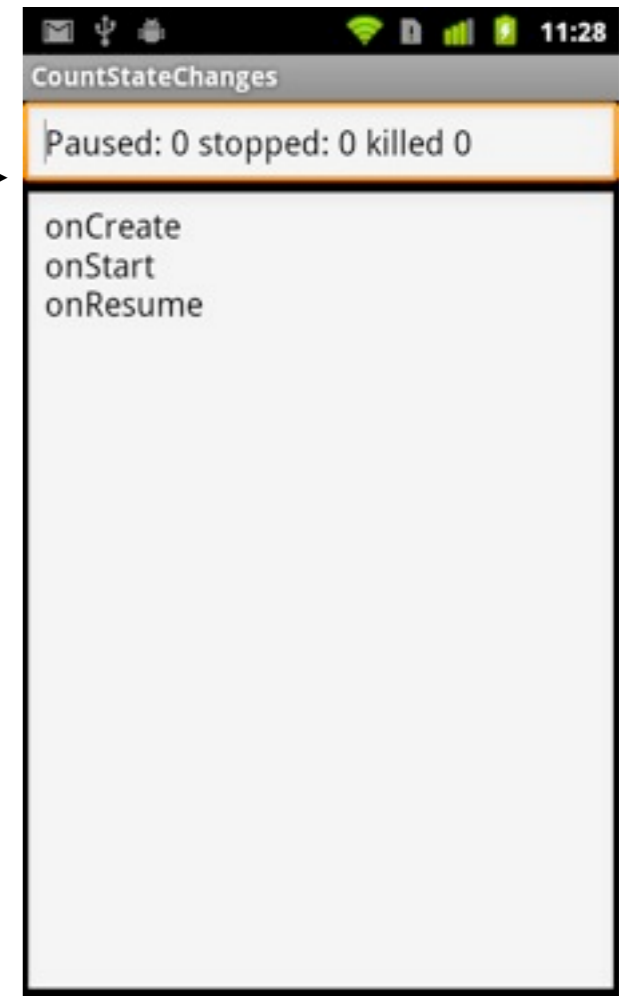 11:28
CountStateChanges
Paused: 0 stopped: 0 killed 0
onCreate
onStart
onResume